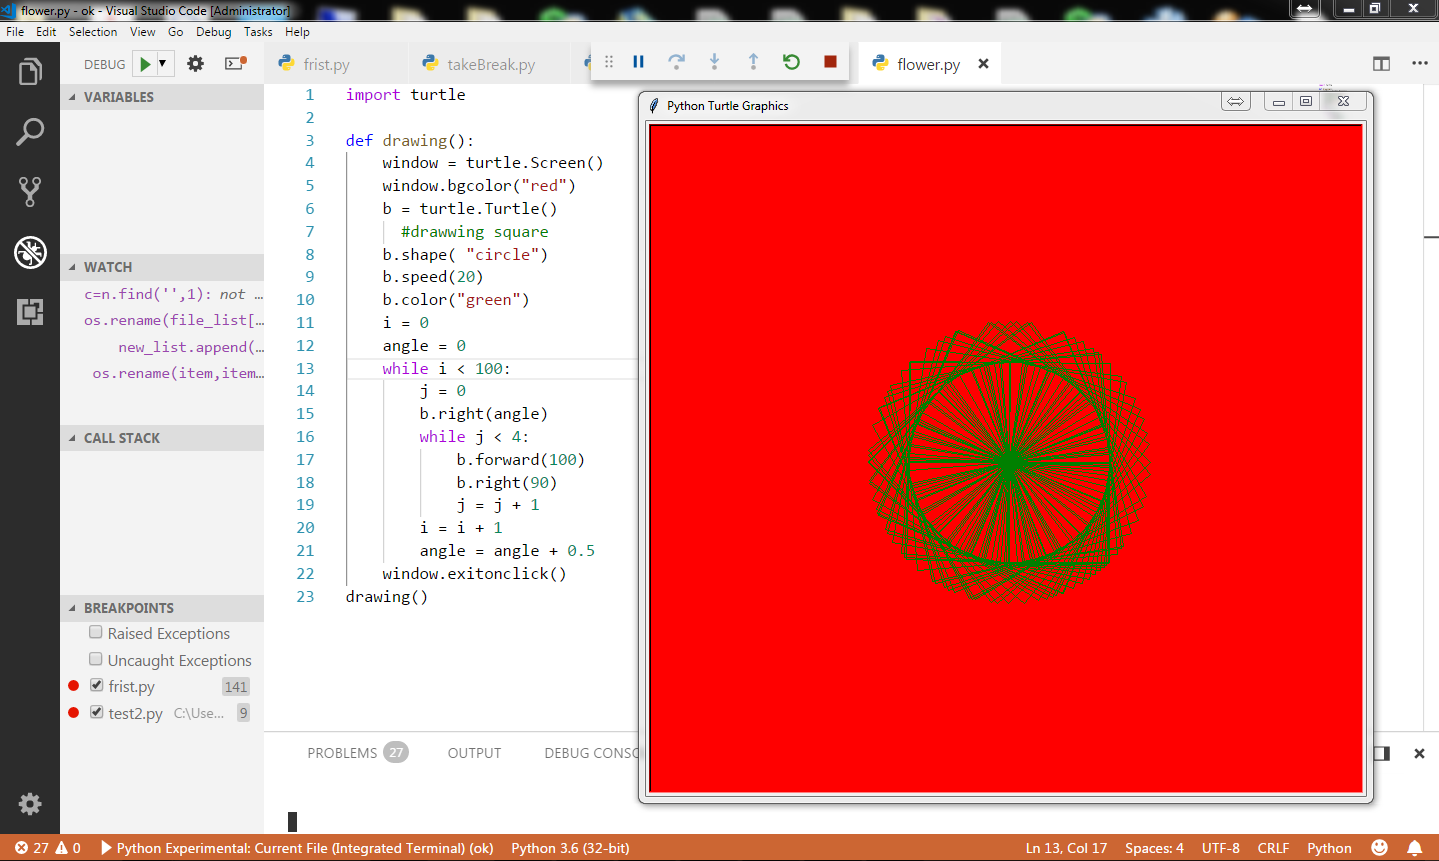 flower.py - ok - Visual Studio Code [Administrator]
File Edit Selection View Go Debug Tasks Help
DEBUG
frist.py
takeBreak.py
flower.py
VARIABLES
WATCH
c=n.find('',1): not ...
os.rename(file_list[...
new_list.append(...
os.rename(item,item...
CALL STACK
BREAKPOINTS
Raised Exceptions
Uncaught Exceptions
frist.py 141
test2.py C:\Use... 9
1 import turtle
2
3 def drawing():
4     window = turtle.Screen()
5     window.bgcolor("red")
6     b = turtle.Turtle()
7       #drawwing square
8     b.shape( "circle")
9     b.speed(20)
10     b.color("green")
11     i = 0
12     angle = 0
13     while i < 100:
14         j = 0
15         b.right(angle)
16         while j < 4:
17             b.forward(100)
18             b.right(90)
19             j = j + 1
20         i = i + 1
21         angle = angle + 0.5
22     window.exitonclick()
23 drawing()
Python Turtle Graphics
PROBLEMS 27 OUTPUT DEBUG CONSO
27 0 Python Experimental: Current File (Integrated Terminal) (ok) Python 3.6 (32-bit) Ln 13, Col 17 Spaces: 4 UTF-8 CRLF Python